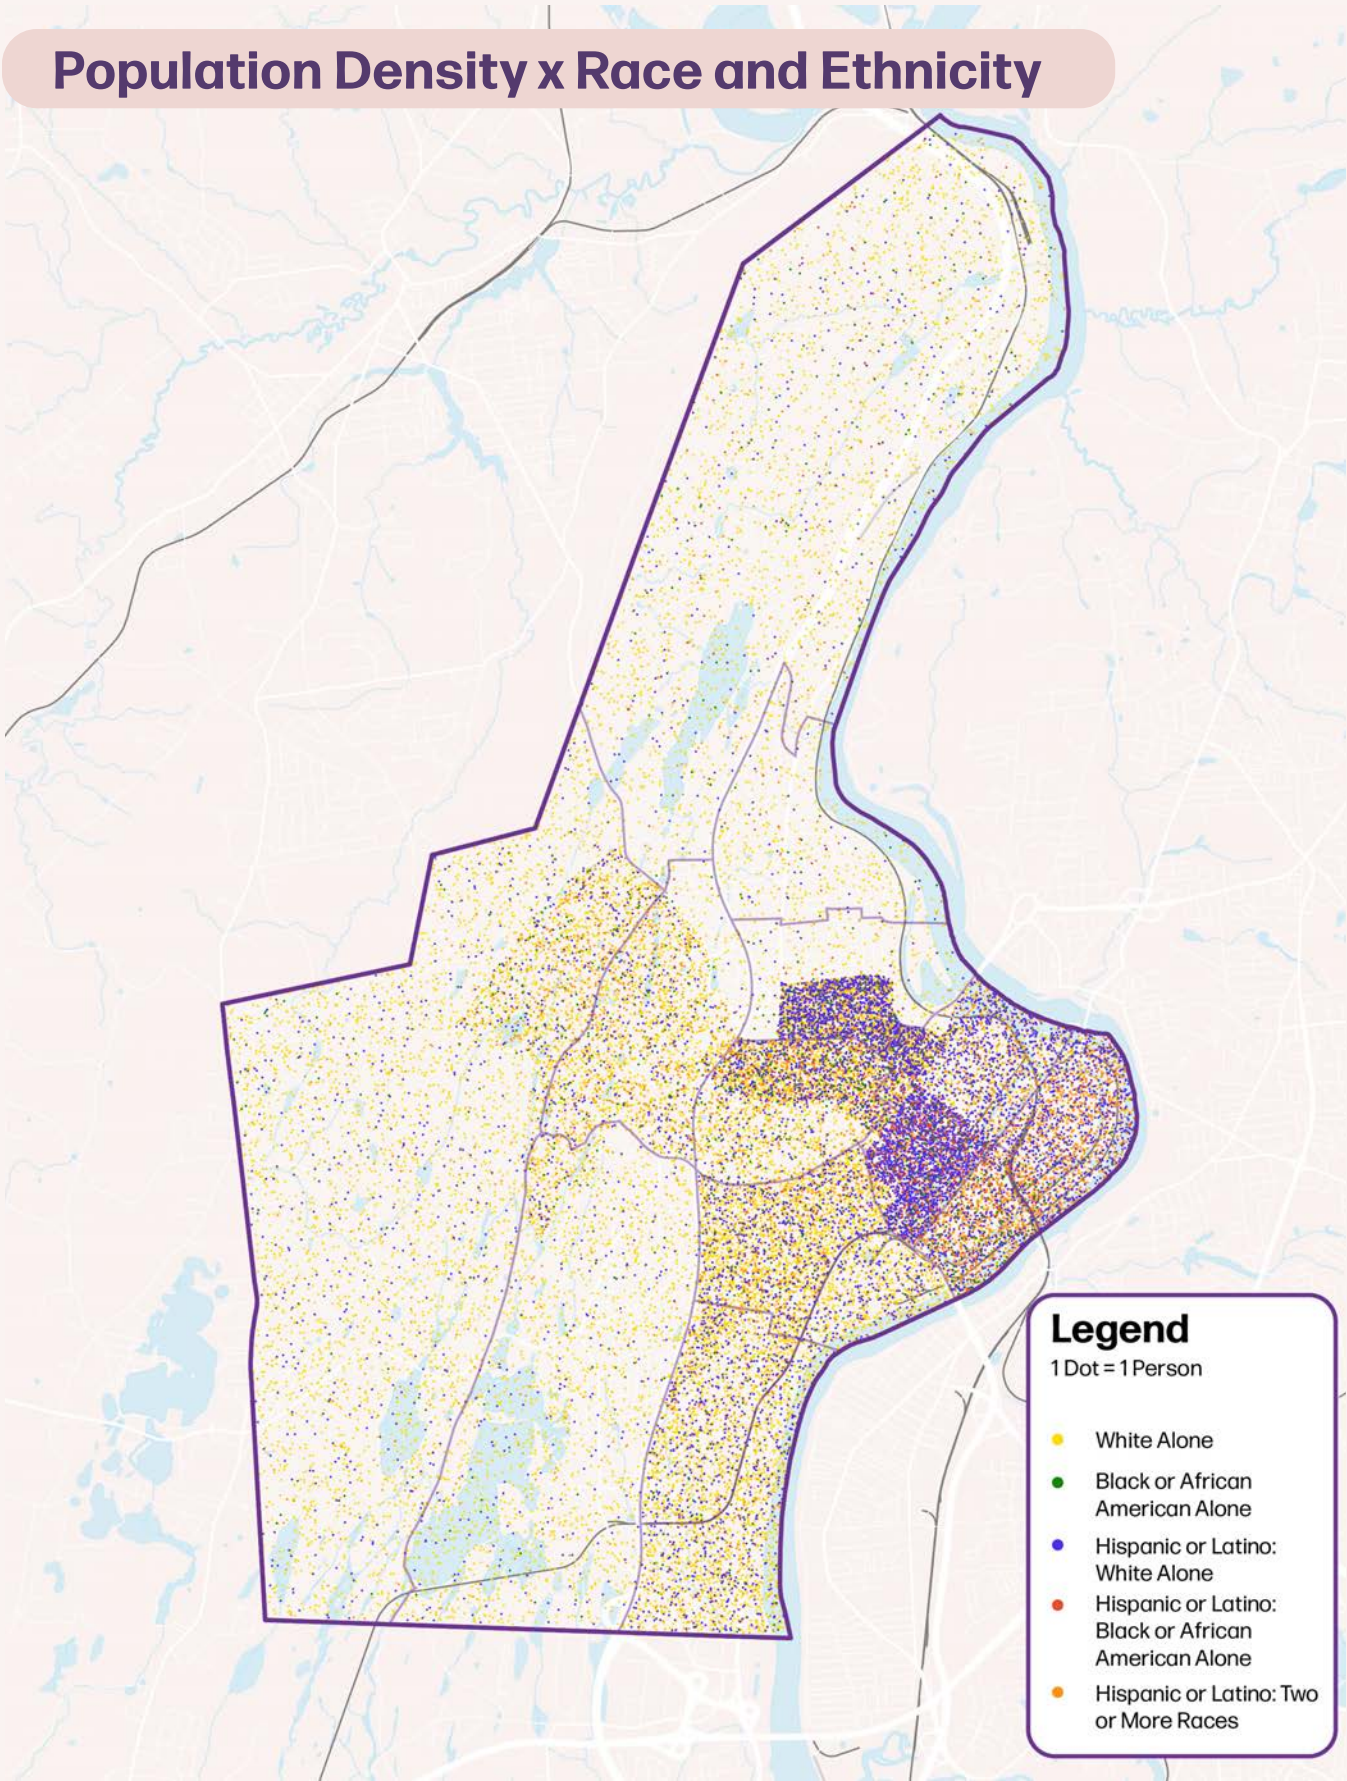 Population Density x Race and Ethnicity
Legend
1 Dot = 1 Person
White Alone
Black or African
American Alone
Hispanic or Latino:
White Alone
Hispanic or Latino:
Black or African
American Alone
Hispanic or Latino: Two
or More Races